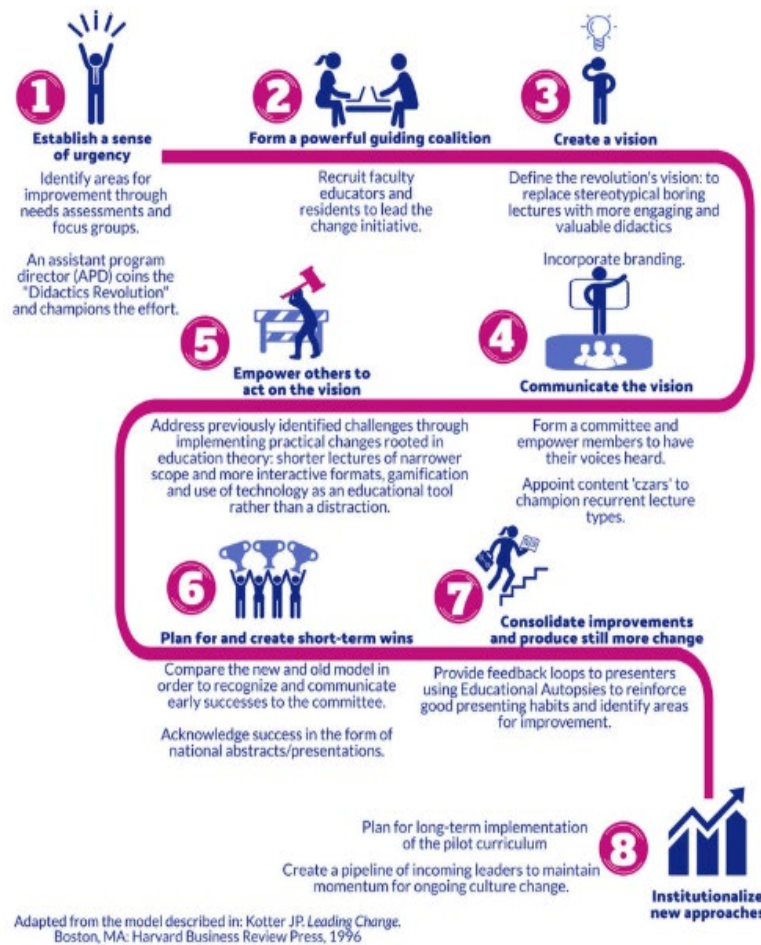 1
Establish a sense
of urgency
Identify areas for
improvement through
needs assessments and
focus groups.
An assistant program
director (APD) coins the
"Didactics Revolution"
and champions the effort.
2
Form a powerful guiding coalition
Recruit faculty
educators and
residents to lead the
change initiative.
3
Create a vision
Define the revolution's vision: to
replace stereotypical boring
lectures with more engaging and
valuable didactics
Incorporate branding.
4
Communicate the vision
Form a committee and
empower members to have
their voices heard.
Appoint content 'czars' to
champion recurrent lecture
types.
5
Empower others to
act on the vision
Address previously identified challenges through
implementing practical changes rooted in
education theory: shorter lectures of narrower
scope and more interactive formats, gamification
and use of technology as an educational tool
rather than a distraction.
6
Plan for and create short-term wins
Compare the new and old model in
order to recognize and communicate
early successes to the committee.
Acknowledge success in the form of
national abstracts/presentations.
7
Consolidate improvements
and produce still more change
Provide feedback loops to presenters
using Educational Autopsies to reinforce
good presenting habits and identify areas
for improvement.
8
Institutionalize
new approaches
Plan for long-term implementation
of the pilot curriculum
Create a pipeline of incoming leaders to maintain
momentum for ongoing culture change.
Adapted from the model described in: Kotter JP. Leading Change.
Boston, MA: Harvard Business Review Press, 1996